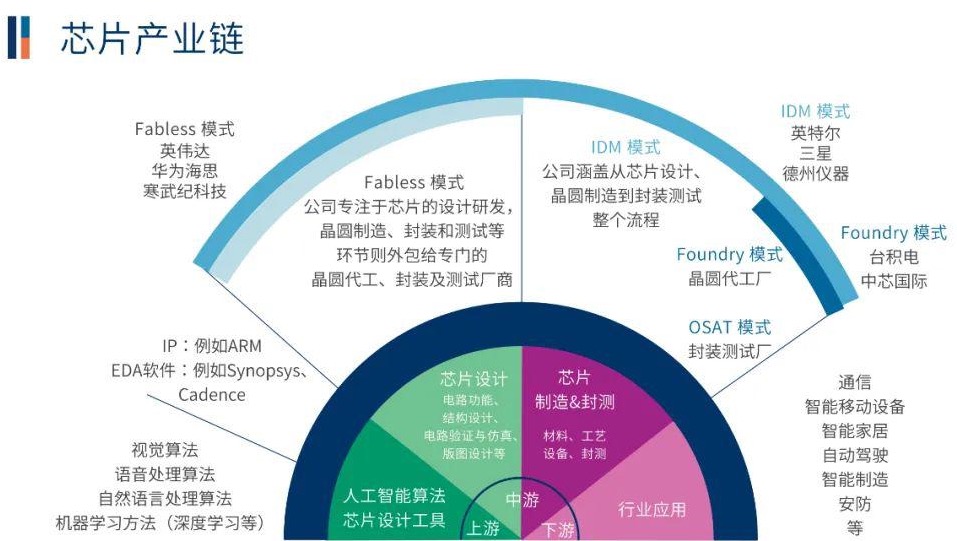 芯片产业链
Fabless 模式
英伟达
华为海思
寒武纪科技
Fabless 模式
公司专注于芯片的设计研发，
晶圆制造、封装和测试等
环节则外包给专门的
晶圆代工、封装及测试厂商
IDM 模式
公司涵盖从芯片设计、
晶圆制造到封装测试
整个流程
IDM 模式
英特尔
三星
德州仪器
Foundry 模式
晶圆代工厂
Foundry 模式
台积电
中芯国际
OSAT 模式
封装测试厂
IP：例如ARM
EDA软件：例如Synopsys、
Cadence
视觉算法
语音处理算法
自然语言处理算法
机器学习方法（深度学习等）
芯片设计
电路功能、
结构设计、
电路验证与仿真、
版图设计等
芯片
制造&封测
材料、工艺
设备、封测
人工智能算法
芯片设计工具
行业应用
上游
中游
下游
通信
智能移动设备
智能家居
自动驾驶
智能制造
安防
等